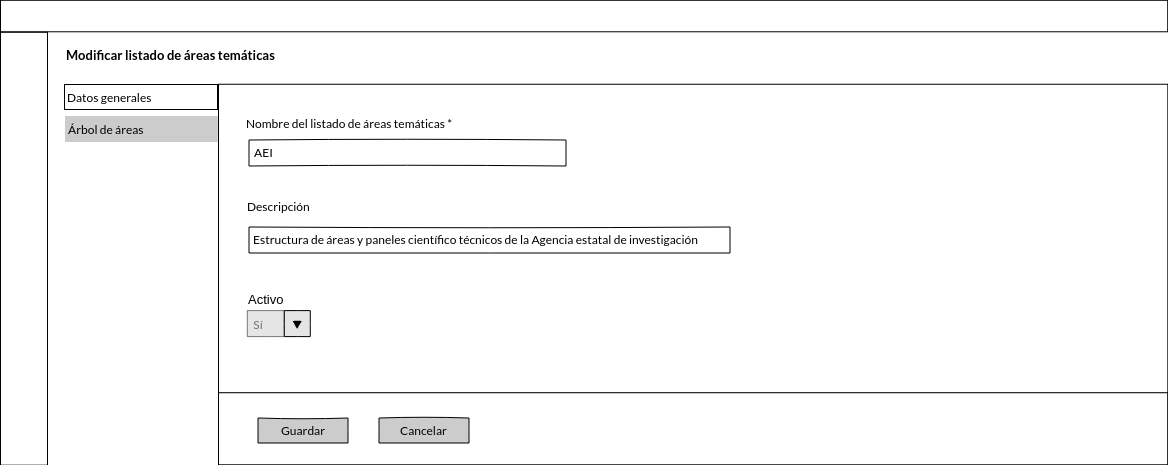 Modificar listado de áreas temáticas
Datos generales
Árbol de áreas
Nombre del listado de áreas temáticas *
AEI
Descripción
Estructura de áreas y paneles científico técnicos de la Agencia estatal de investigación
Activo
Sí
Guardar
Cancelar